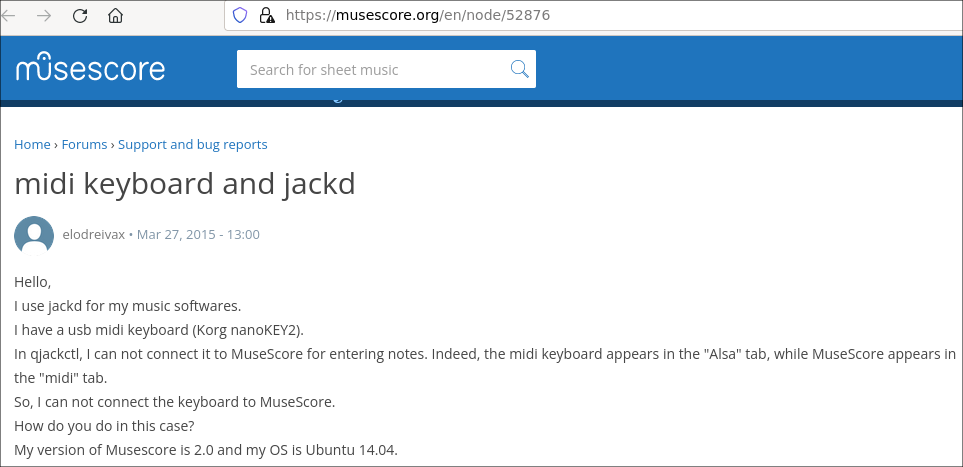 https://musescore.org/en/node/52876
musescore
Search for sheet music
Home › Forums › Support and bug reports
midi keyboard and jackd
elodreivax • Mar 27, 2015 - 13:00
Hello,
I use jackd for my music softwares.
I have a usb midi keyboard (Korg nanoKEY2).
In qjackctl, I can not connect it to MuseScore for entering notes. Indeed, the midi keyboard appears in the "Alsa" tab, while MuseScore appears in
the "midi" tab.
So, I can not connect the keyboard to MuseScore.
How do you do in this case?
My version of Musescore is 2.0 and my OS is Ubuntu 14.04.